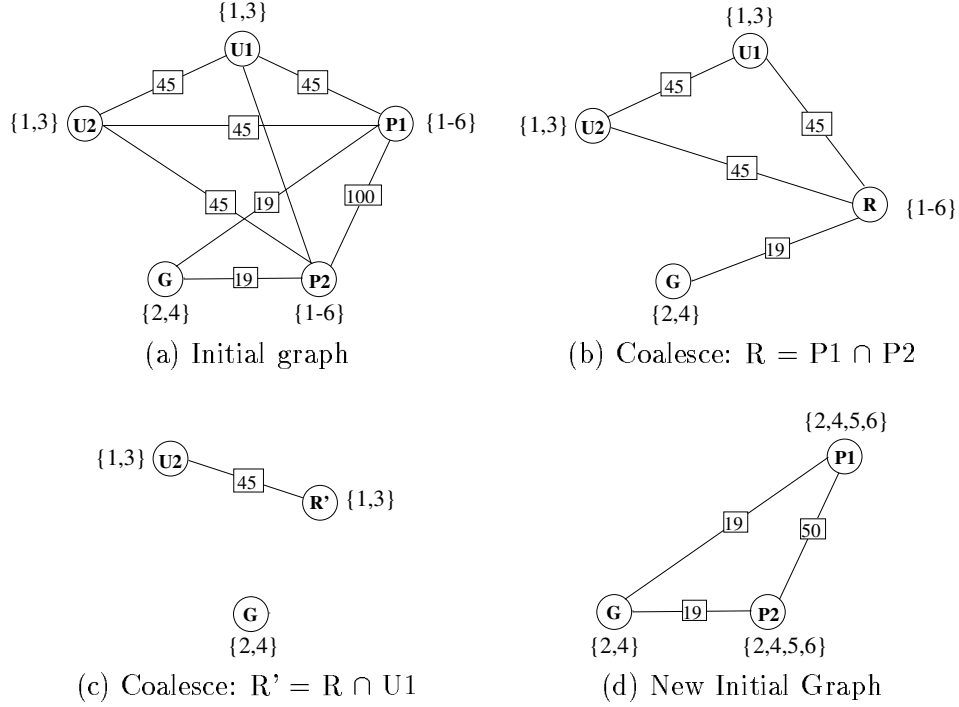 {1,3}
U1
45
45
{1,3}
U2
45
P1
{1-6}
45
19
100
G
19
P2
{2,4}
{1-6}
(a) Initial graph
{1,3}
U1
45
{1,3}
U2
45
45
R
{1-6}
19
G
{2,4}
(b) Coalesce: R = P1 ∩ P2
{1,3}
U2
45
R'
{1,3}
G
{2,4}
(c) Coalesce: R' = R ∩ U1
{2,4,5,6}
P1
19
50
G
19
P2
{2,4}
{2,4,5,6}
(d) New Initial Graph